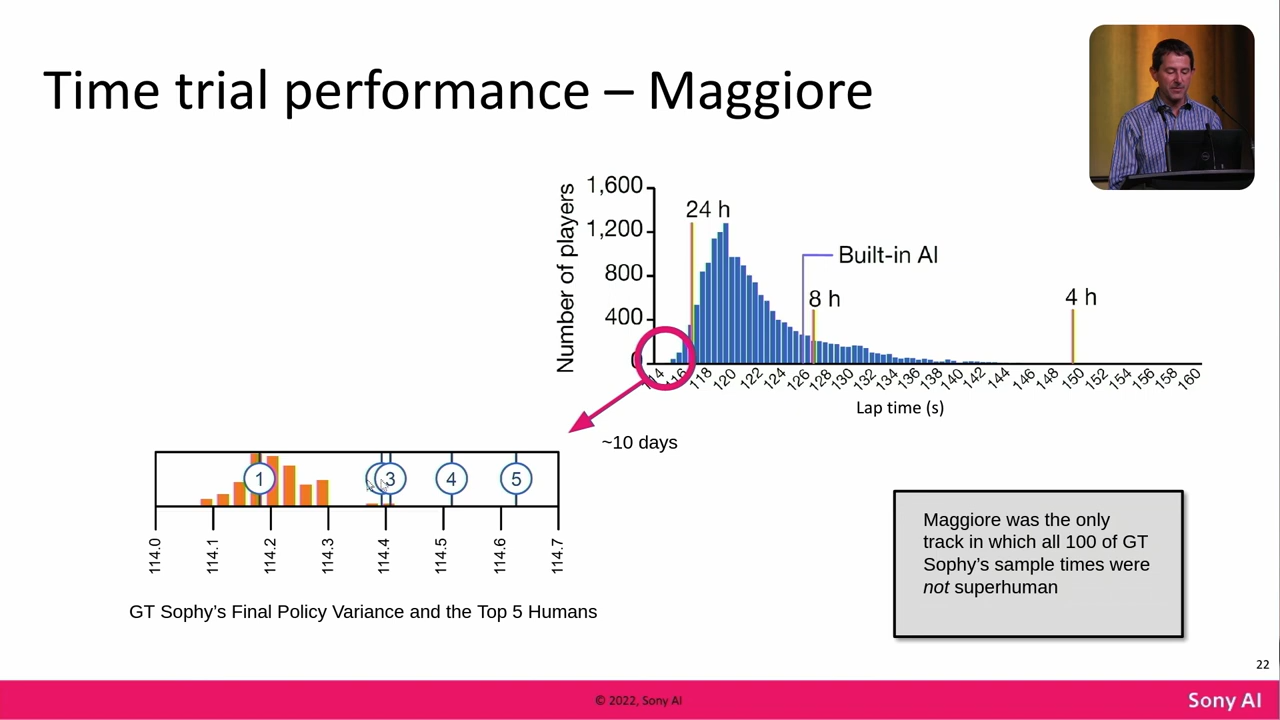 Time trial performance – Maggiore
Number of players
1,600
1,200
800
400
0
24 h
Built-in AI
8 h
4 h
114
116
118
120
122
124
126
128
130
132
134
136
138
140
142
144
146
148
150
152
154
156
158
160
Lap time (s)
~10 days
1
3
4
5
114.0
114.1
114.2
114.3
114.4
114.5
114.6
114.7
GT Sophy's Final Policy Variance and the Top 5 Humans
Maggiore was the only
track in which all 100 of GT
Sophy's sample times were
not superhuman
22
© 2022, Sony AI
Sony AI